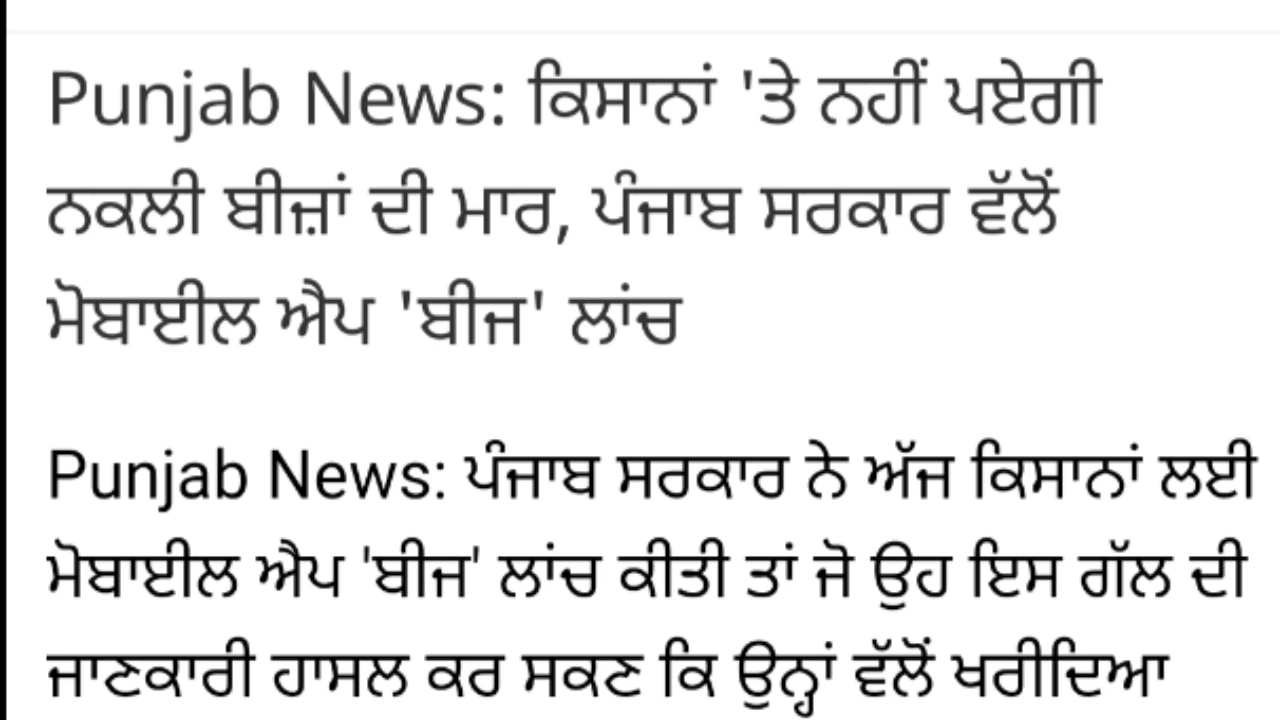 Punjab News: ਕਿਸਾਨਾਂ 'ਤੇ ਨਹੀਂ ਪਏਗੀ
ਨਕਲੀ ਬੀਜ਼ਾਂ ਦੀ ਮਾਰ, ਪੰਜਾਬ ਸਰਕਾਰ ਵੱਲੋਂ
ਮੋਬਾਈਲ ਐਪ 'ਬੀਜ' ਲਾਂਚ
Punjab News: ਪੰਜਾਬ ਸਰਕਾਰ ਨੇ ਅੱਜ ਕਿਸਾਨਾਂ ਲਈ
ਮੋਬਾਈਲ ਐਪ 'ਬੀਜ' ਲਾਂਚ ਕੀਤੀ ਤਾਂ ਜੋ ਉਹ ਇਸ ਗੱਲ ਦੀ
ਜਾਣਕਾਰੀ ਹਾਸਲ ਕਰ ਸਕਣ ਕਿ ਉਨ੍ਹਾਂ ਵੱਲੋਂ ਖਰੀਦਿਆ